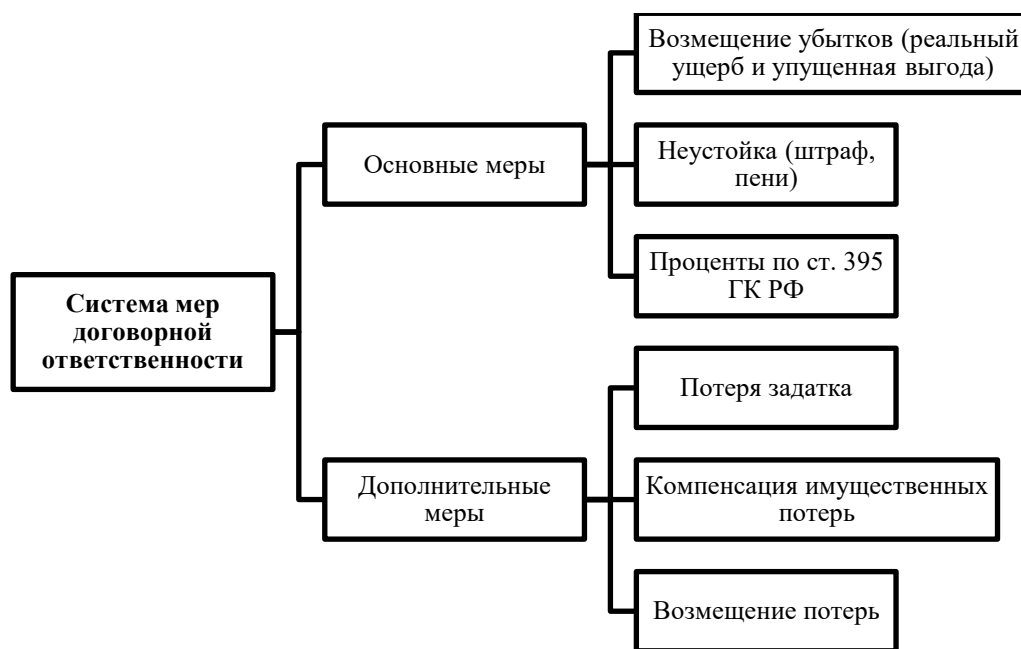 Возмещение убытков (реальный
ущерб и упущенная выгода)
Основные меры
Неустойка (штраф,
пени)
Проценты по ст. 395
ГК РФ
Система мер
договорной
ответственности
Потеря задатка
Дополнительные
меры
Компенсация имущественных
потерь
Возмещение потерь